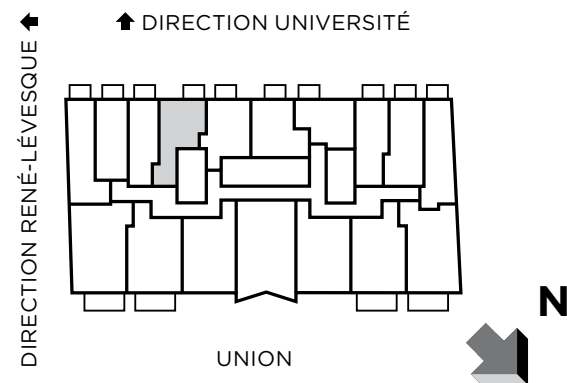 DIRECTION UNIVERSITÉ
DIRECTION RENÉ-LÉVESQUE
UNION
N